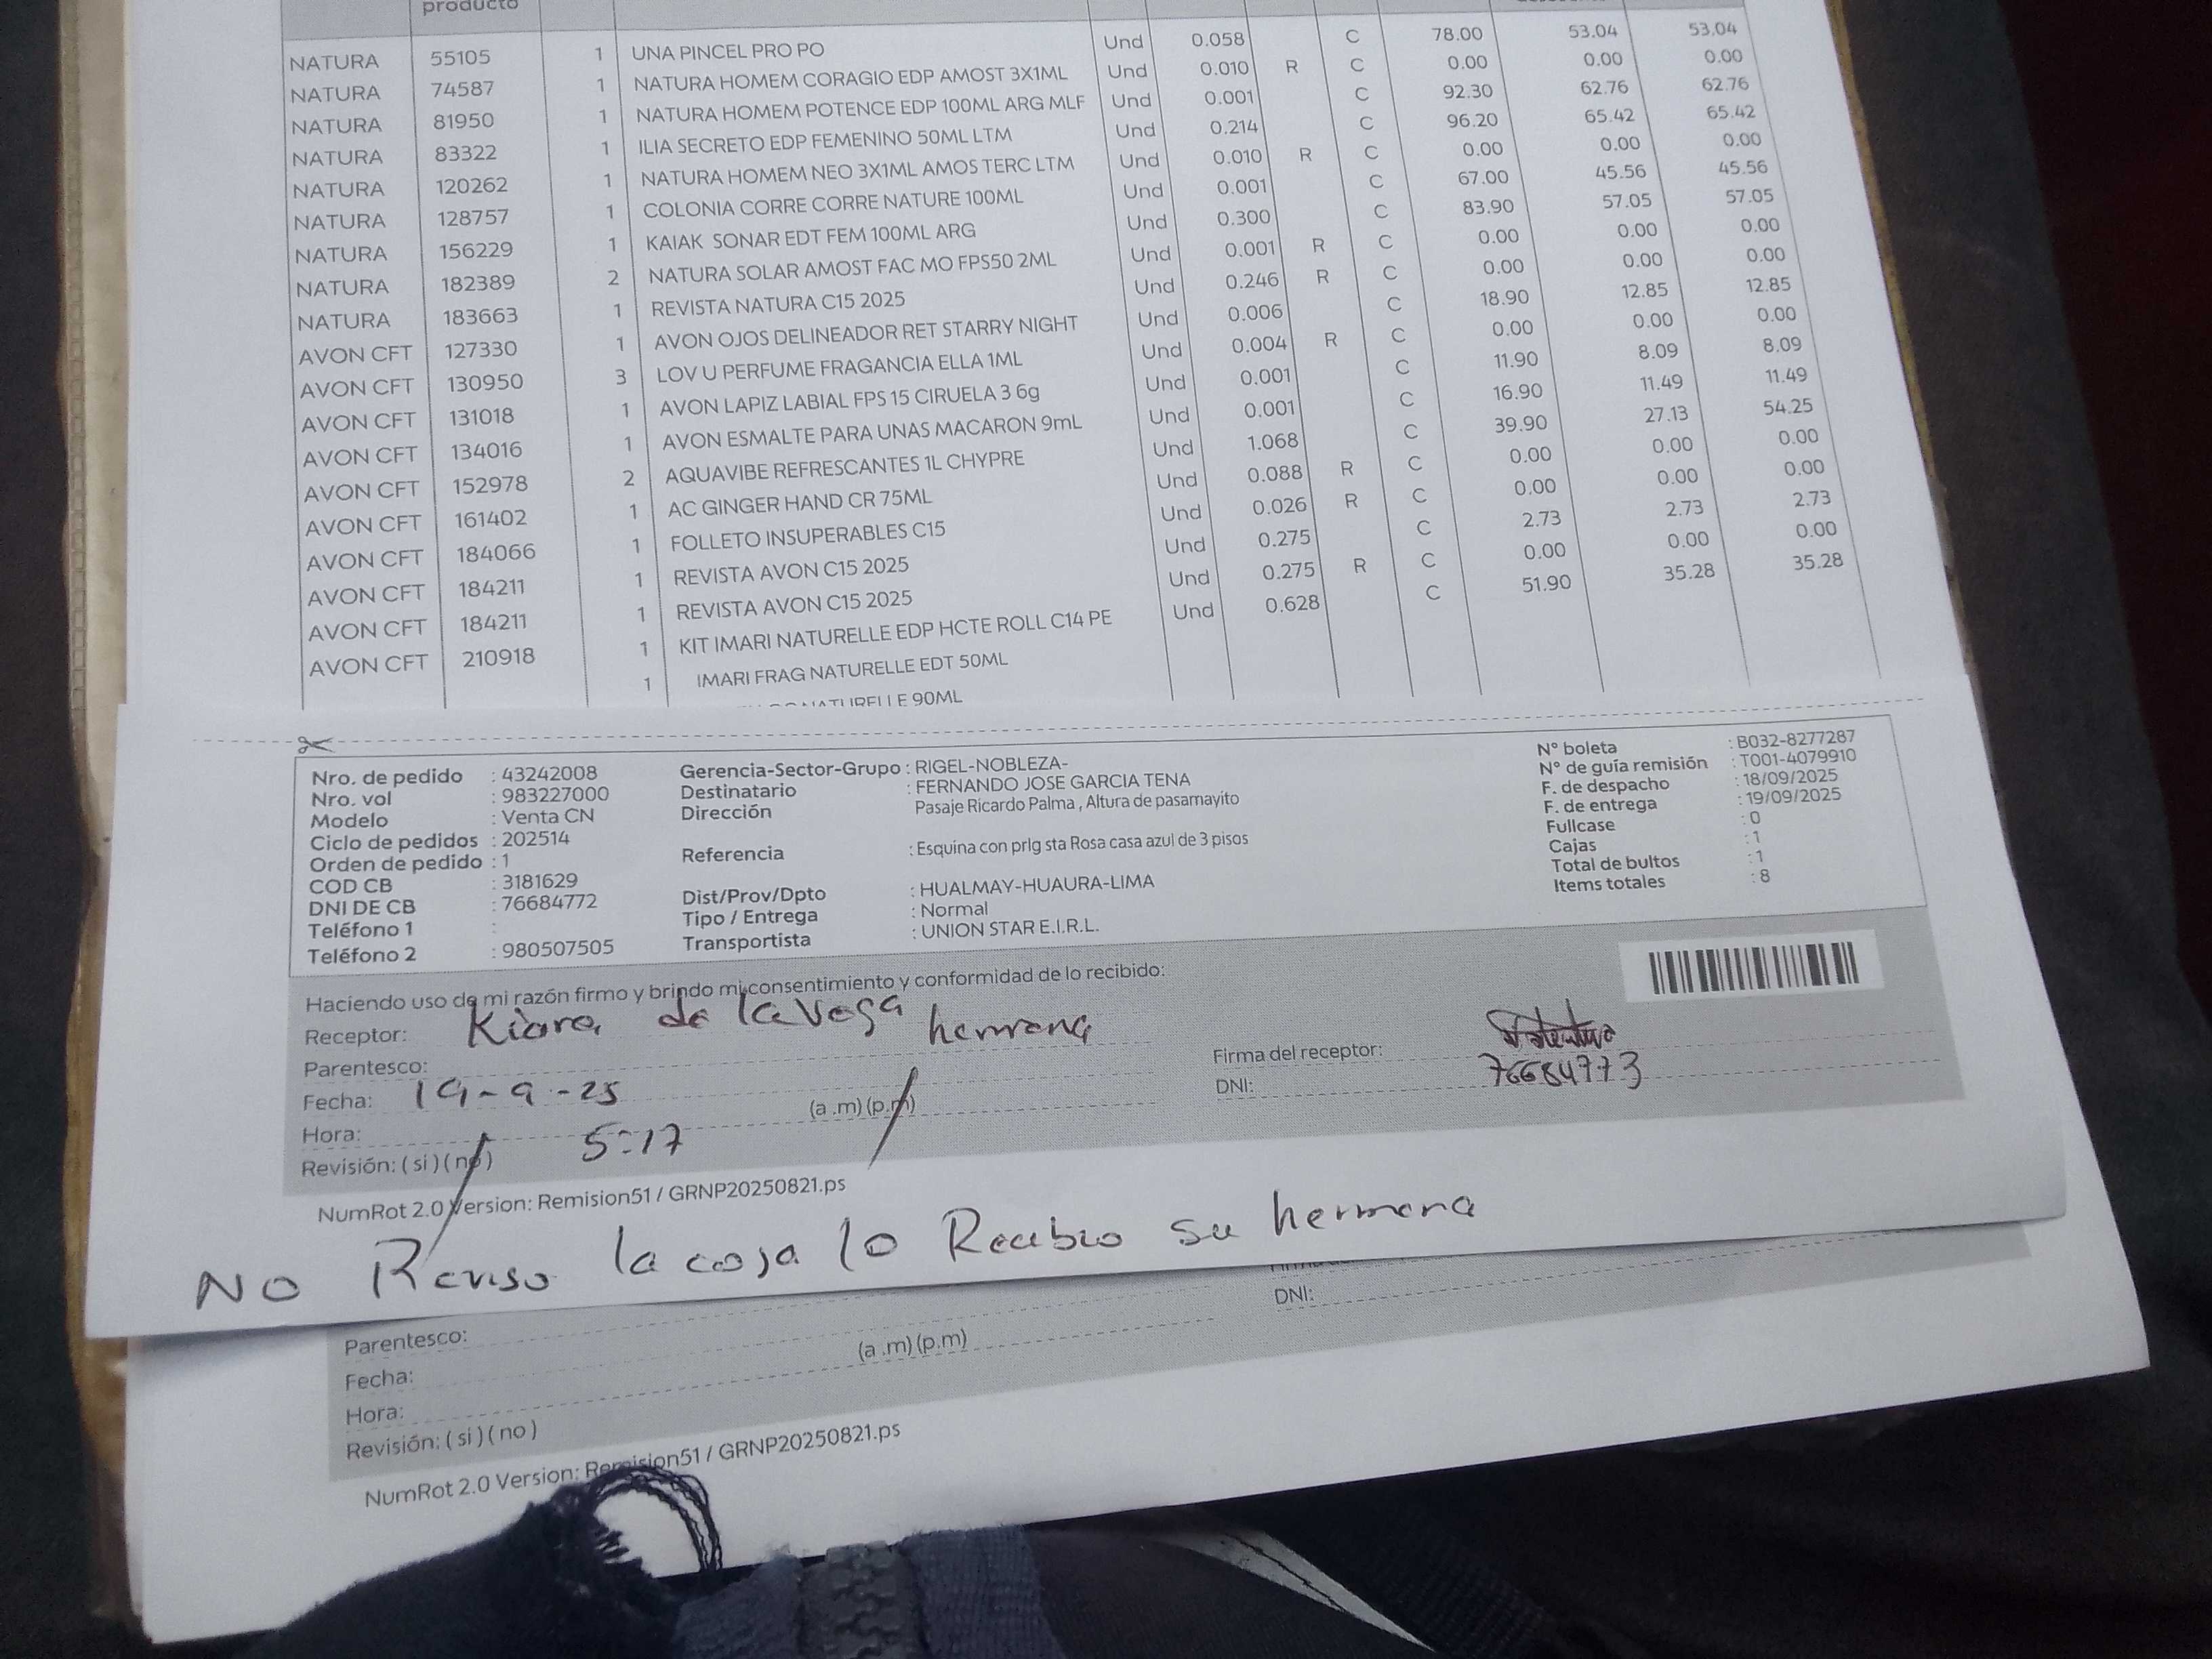 producto
NATURA 55105 1 UNA PINCEL PRO PO Und 0.058 C 78.00 53.04 53.04
NATURA 74587 1 NATURA HOMEM CORAGIO EDP AMOST 3X1ML Und 0.010 R C 0.00 0.00 0.00
NATURA 81950 1 NATURA HOMEM POTENCE EDP 100ML ARG MLF Und 0.001 C 92.30 62.76 62.76
NATURA 83322 1 ILIA SECRETO EDP FEMENINO 50ML LTM Und 0.214 C 96.20 65.42 65.42
NATURA 120262 1 NATURA HOMEM NEO 3X1ML AMOS TERC LTM Und 0.010 R C 0.00 0.00 0.00
NATURA 128757 1 COLONIA CORRE CORRE NATURE 100ML Und 0.001 C 67.00 45.56 45.56
NATURA 156229 1 KAIAK SONAR EDT FEM 100ML ARG Und 0.300 C 83.90 57.05 57.05
NATURA 182389 2 NATURA SOLAR AMOST FAC MO FPS50 2ML Und 0.001 R C 0.00 0.00 0.00
NATURA 183663 1 REVISTA NATURA C15 2025 Und 0.246 R C 0.00 0.00 0.00
AVON CFT 127330 1 AVON OJOS DELINEADOR RET STARRY NIGHT Und 0.006 C 18.90 12.85 12.85
AVON CFT 130950 3 LOV U PERFUME FRAGANCIA ELLA 1ML Und 0.004 R C 0.00 0.00 0.00
AVON CFT 131018 1 AVON LAPIZ LABIAL FPS 15 CIRUELA 3 6g Und 0.001 C 11.90 8.09 8.09
AVON CFT 134016 1 AVON ESMALTE PARA UNAS MACARON 9mL Und 0.001 C 16.90 11.49 11.49
AVON CFT 152978 2 AQUAVIBE REFRESCANTES 1L CHYPRE Und 1.068 C 39.90 27.13 54.25
AVON CFT 161402 1 AC GINGER HAND CR 75ML Und 0.088 R C 0.00 0.00 0.00
AVON CFT 184066 1 FOLLETO INSUPERABLES C15 Und 0.026 R C 0.00 0.00 0.00
AVON CFT 184211 1 REVISTA AVON C15 2025 Und 0.275 C 2.73 2.73 2.73
AVON CFT 184211 1 REVISTA AVON C15 2025 Und 0.275 R C 0.00 0.00 0.00
AVON CFT 210918 1 KIT IMARI NATURELLE EDP HCTE ROLL C14 PE Und 0.628 C 51.90 35.28 35.28
1 IMARI FRAG NATURELLE EDT 50ML
NATURELLE 90ML
Nro. de pedido : 43242008 Gerencia-Sector-Grupo : RIGEL-NOBLEZA- N° boleta : B032-8277287
Nro. vol : 983227000 Destinatario : FERNANDO JOSE GARCIA TENA N° de guía remisión : T001-4079910
Modelo : Venta CN Dirección Pasaje Ricardo Palma , Altura de pasamayito F. de despacho : 18/09/2025
Ciclo de pedidos : 202514 F. de entrega : 19/09/2025
Orden de pedido : 1 Referencia : Esquina con prlg sta Rosa casa azul de 3 pisos Fullcase : 0
COD CB : 3181629 Cajas : 1
DNI DE CB : 76684772 Dist/Prov/Dpto : HUALMAY-HUAURA-LIMA Total de bultos : 1
Teléfono 1 : Tipo / Entrega : Normal Items totales : 8
Teléfono 2 : 980507505 Transportista : UNION STAR E.I.R.L.
Haciendo uso de mi razón firmo y brindo mi consentimiento y conformidad de lo recibido:
Receptor: Kiara de la vega hermana
Parentesco: Firma del receptor:
Fecha: 19-9-25 (a .m) (p.m) DNI: 76684773
Hora: 5:17
Revisión: ( si ) ( no )
NumRot 2.0 Version: Remision51 / GRNP20250821.ps
NO Reviso la caja lo Recibio su hermana
DNI:
Parentesco:
Fecha: (a .m) (p.m)
Hora:
Revisión: ( si ) ( no )
NumRot 2.0 Version: Remision51 / GRNP20250821.ps